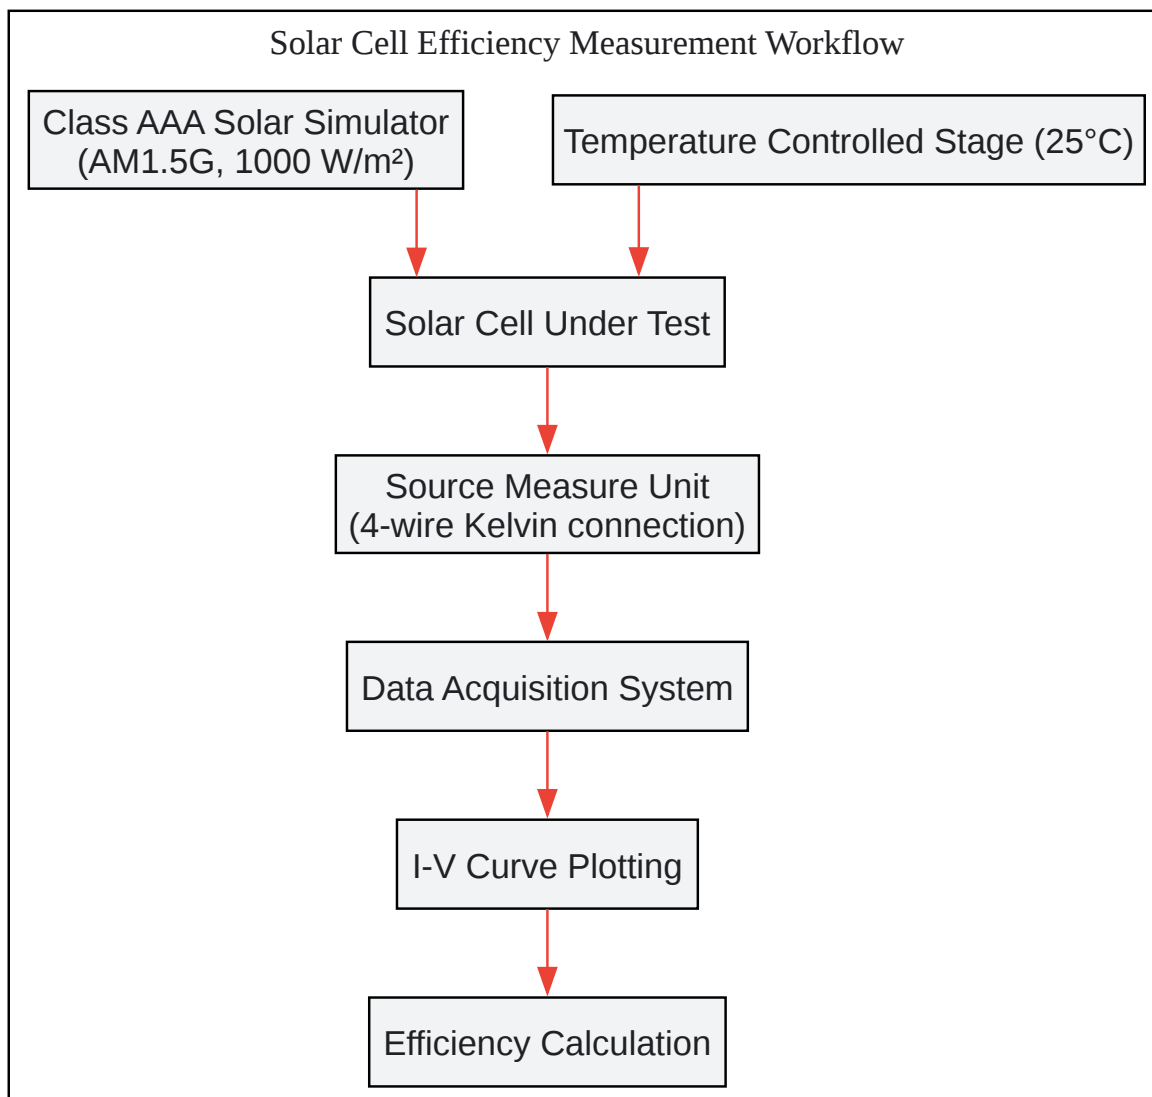 Solar Cell Efficiency Measurement Workflow
Class AAA Solar Simulator
(AM1.5G, 1000 W/m²)
Temperature Controlled Stage (25°C)
Solar Cell Under Test
Source Measure Unit
(4-wire Kelvin connection)
Data Acquisition System
I-V Curve Plotting
Efficiency Calculation